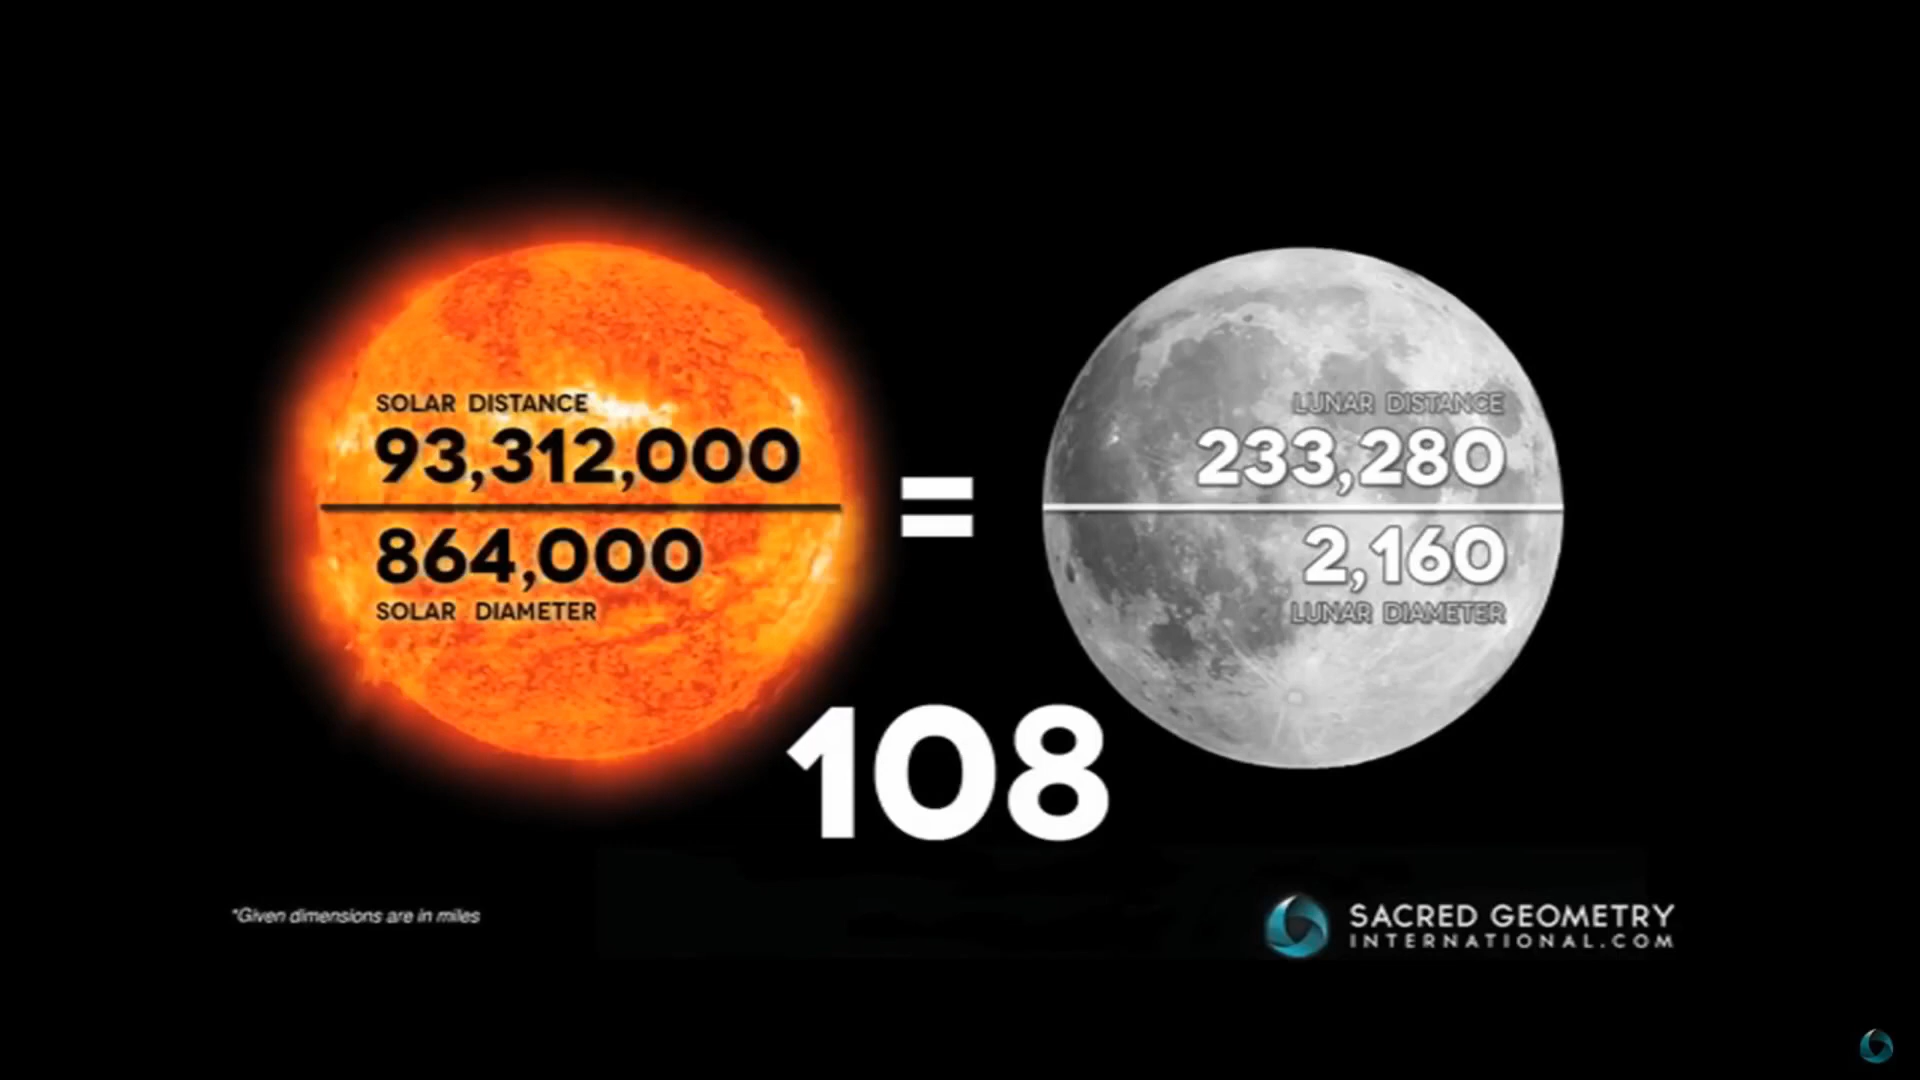 SOLAR DISTANCE
93,312,000
864,000
SOLAR DIAMETER
=
LUNAR DISTANCE
233,280
2,160
LUNAR DIAMETER
108
*Given dimensions are in miles
SACRED GEOMETRY
INTERNATIONAL.COM